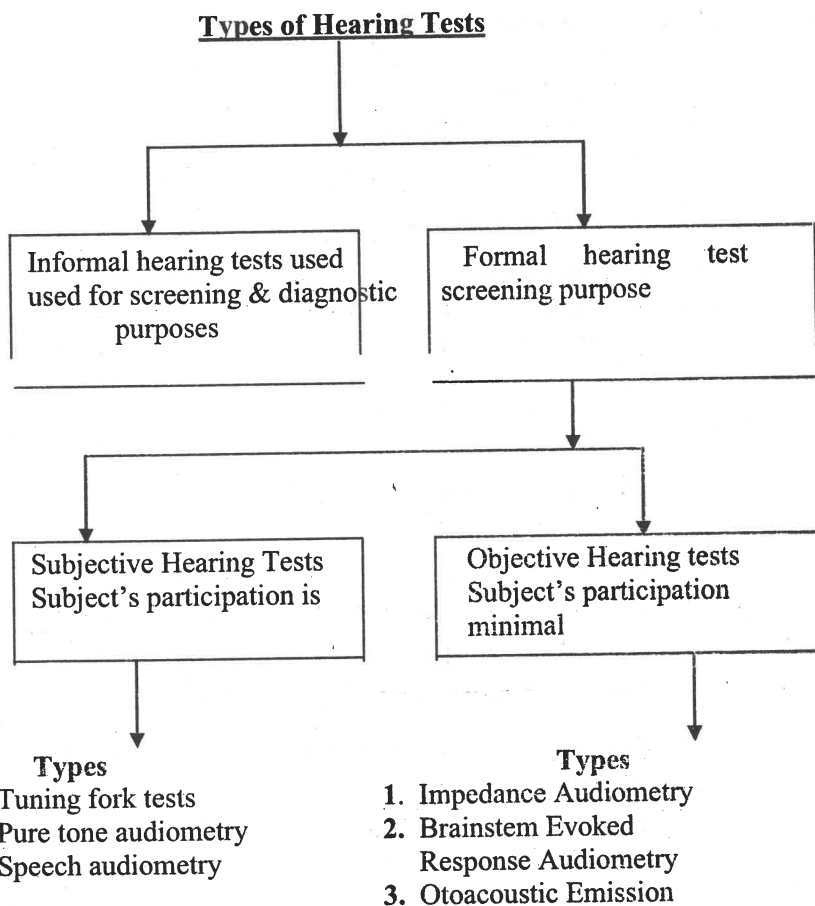 Types of Hearing Tests
Informal hearing tests used
used for screening & diagnostic
purposes
Formal hearing test
screening purpose
Subjective Hearing Tests
Subject's participation is
Objective Hearing tests
Subject's participation
minimal
Types
Tuning fork tests
Pure tone audiometry
Speech audiometry
Types
1. Impedance Audiometry
2. Brainstem Evoked
Response Audiometry
3. Otoacoustic Emission